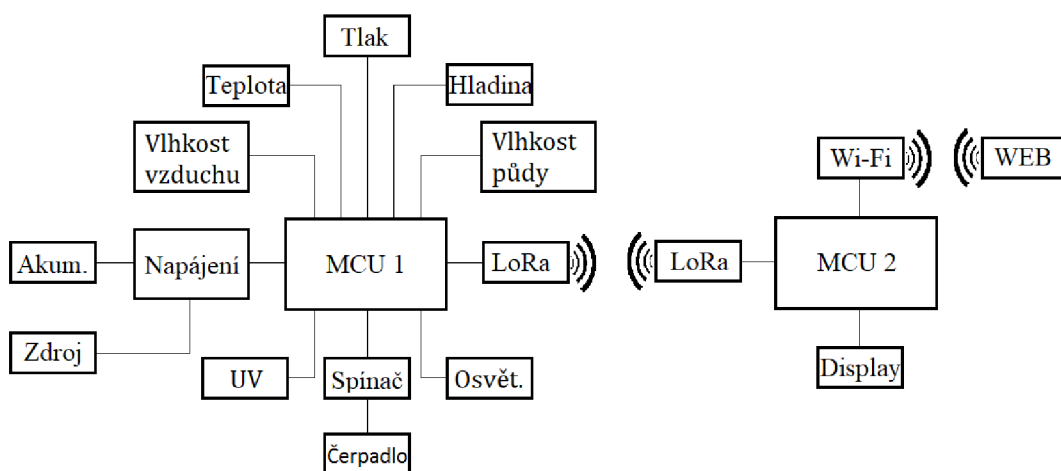 Tlak
Teplota
Hladina
Vlhkost
vzduchu
Vlhkost
půdy
Wi-Fi
WEB
Akum.
Napájení
MCU 1
LoRa
LoRa
MCU 2
Zdroj
UV
Spínač
Osvět.
Display
Čerpadlo